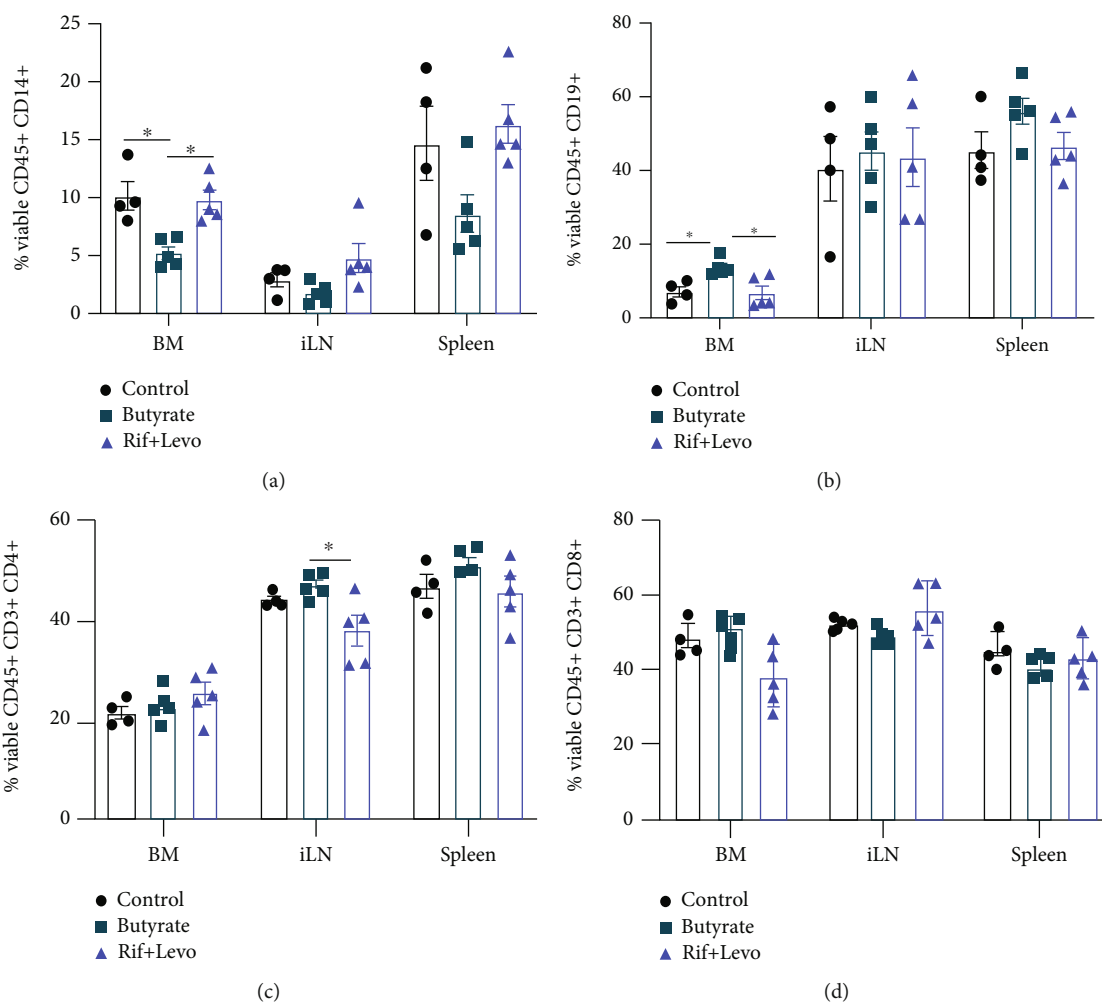 % viable CD45+ CD14+
25
20
15
10
5
0
*
*
BM
iLN
Spleen
Control
Butyrate
Rif+Levo
(a)
% viable CD45+ CD19+
80
60
40
20
0
*
*
BM
iLN
Spleen
Control
Butyrate
Rif+Levo
(b)
% viable CD45+ CD3+ CD4+
60
40
20
0
*
BM
iLN
Spleen
Control
Butyrate
Rif+Levo
(c)
% viable CD45+ CD3+ CD8+
80
60
40
20
0
BM
iLN
Spleen
Control
Butyrate
Rif+Levo
(d)